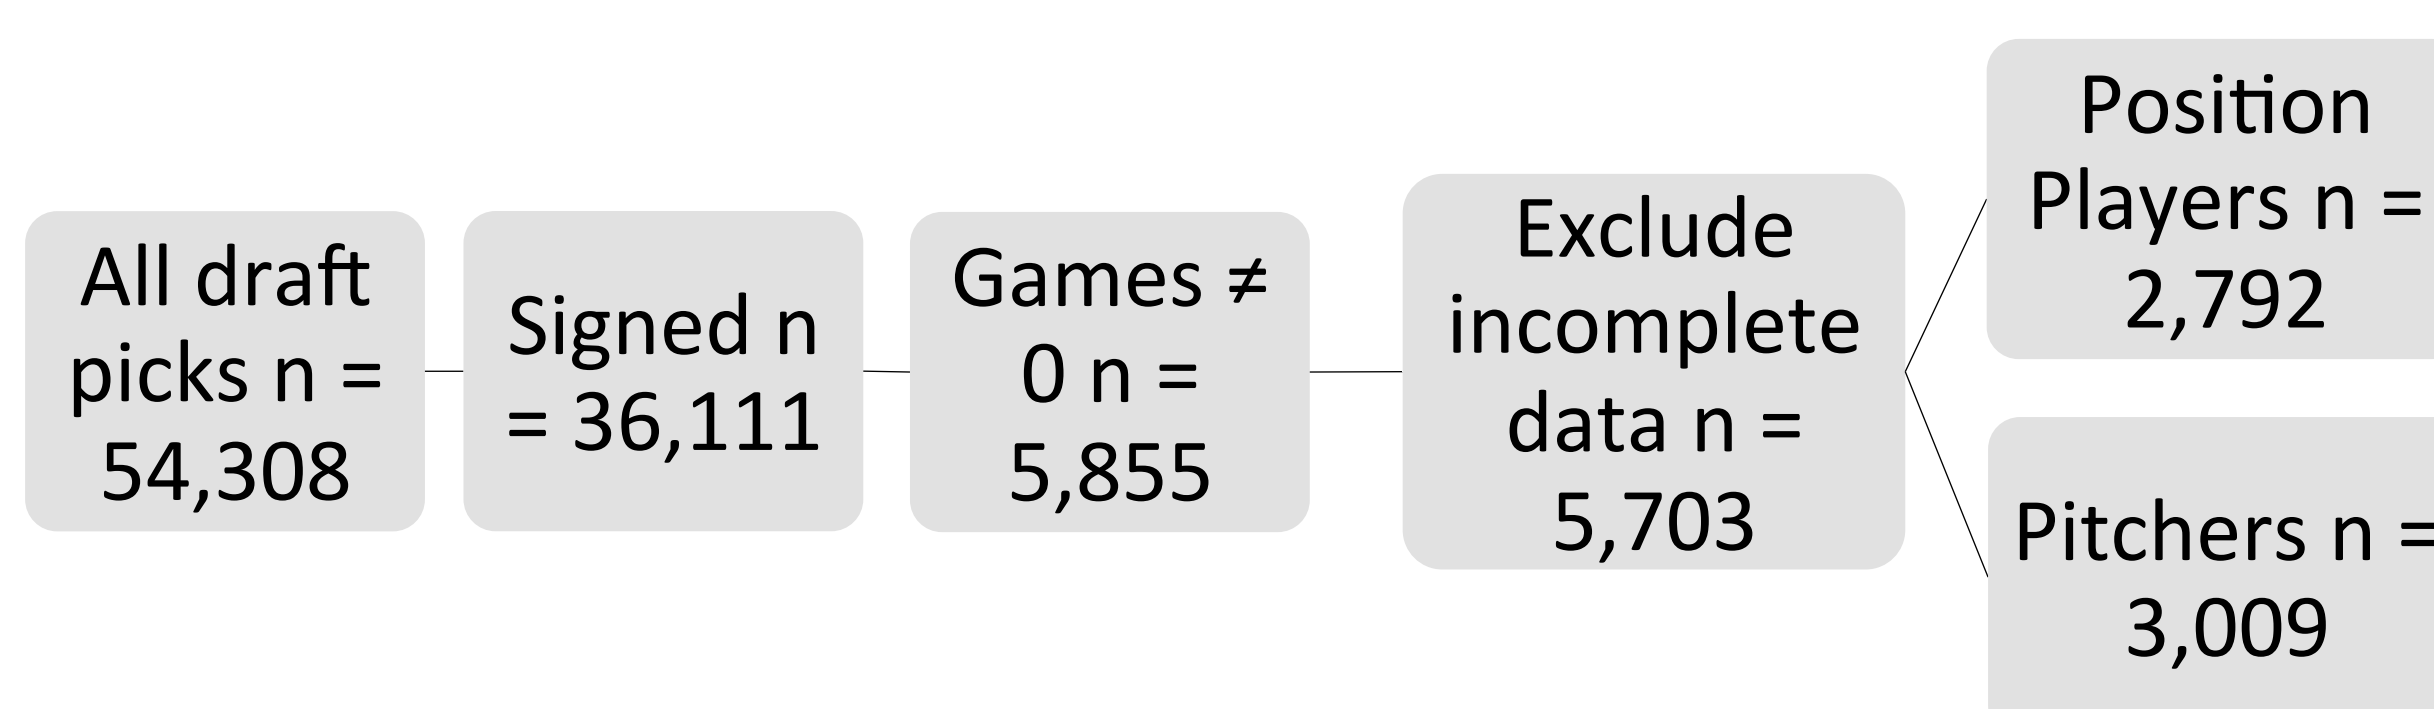 All draft
picks n =
54,308
Signed n
= 36,111
Games ≠
0 n =
5,855
Exclude
incomplete
data n =
5,703
Position
Players n =
2,792
Pitchers n =
3,009